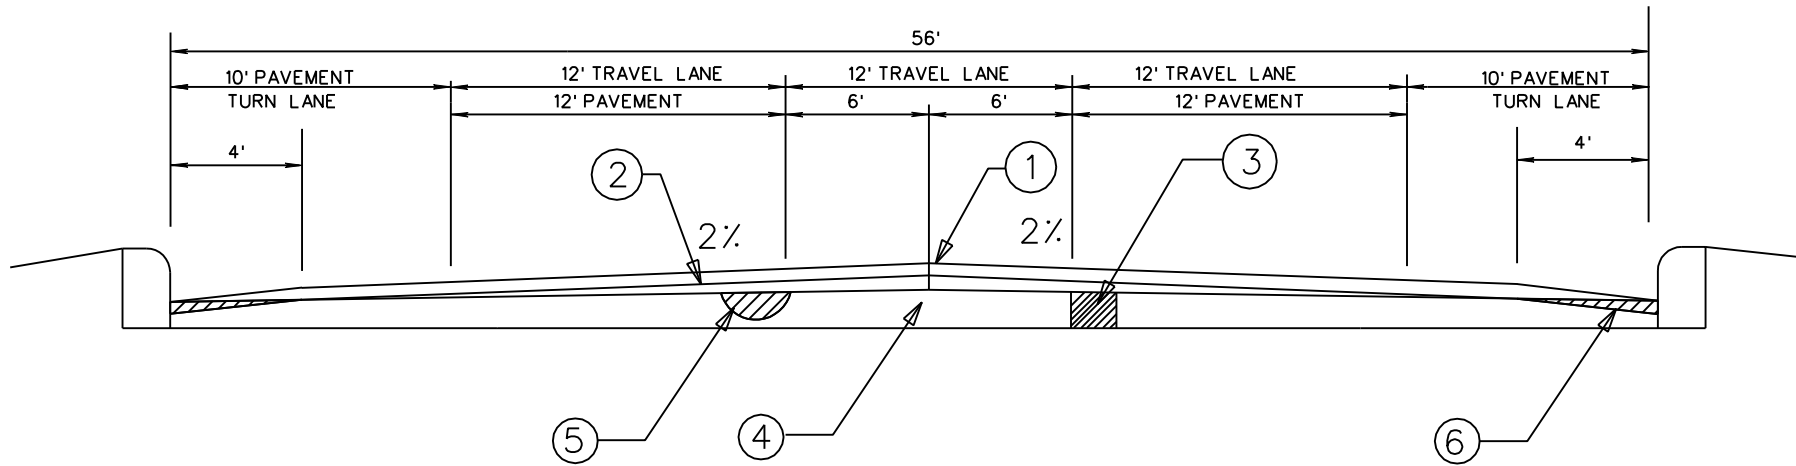 56'
10' PAVEMENT
TURN LANE
12' TRAVEL LANE
12' TRAVEL LANE
12' TRAVEL LANE
10' PAVEMENT
TURN LANE
12' PAVEMENT
6'
6'
12' PAVEMENT
4'
4'
2
1
3
2%
2%
5
4
6